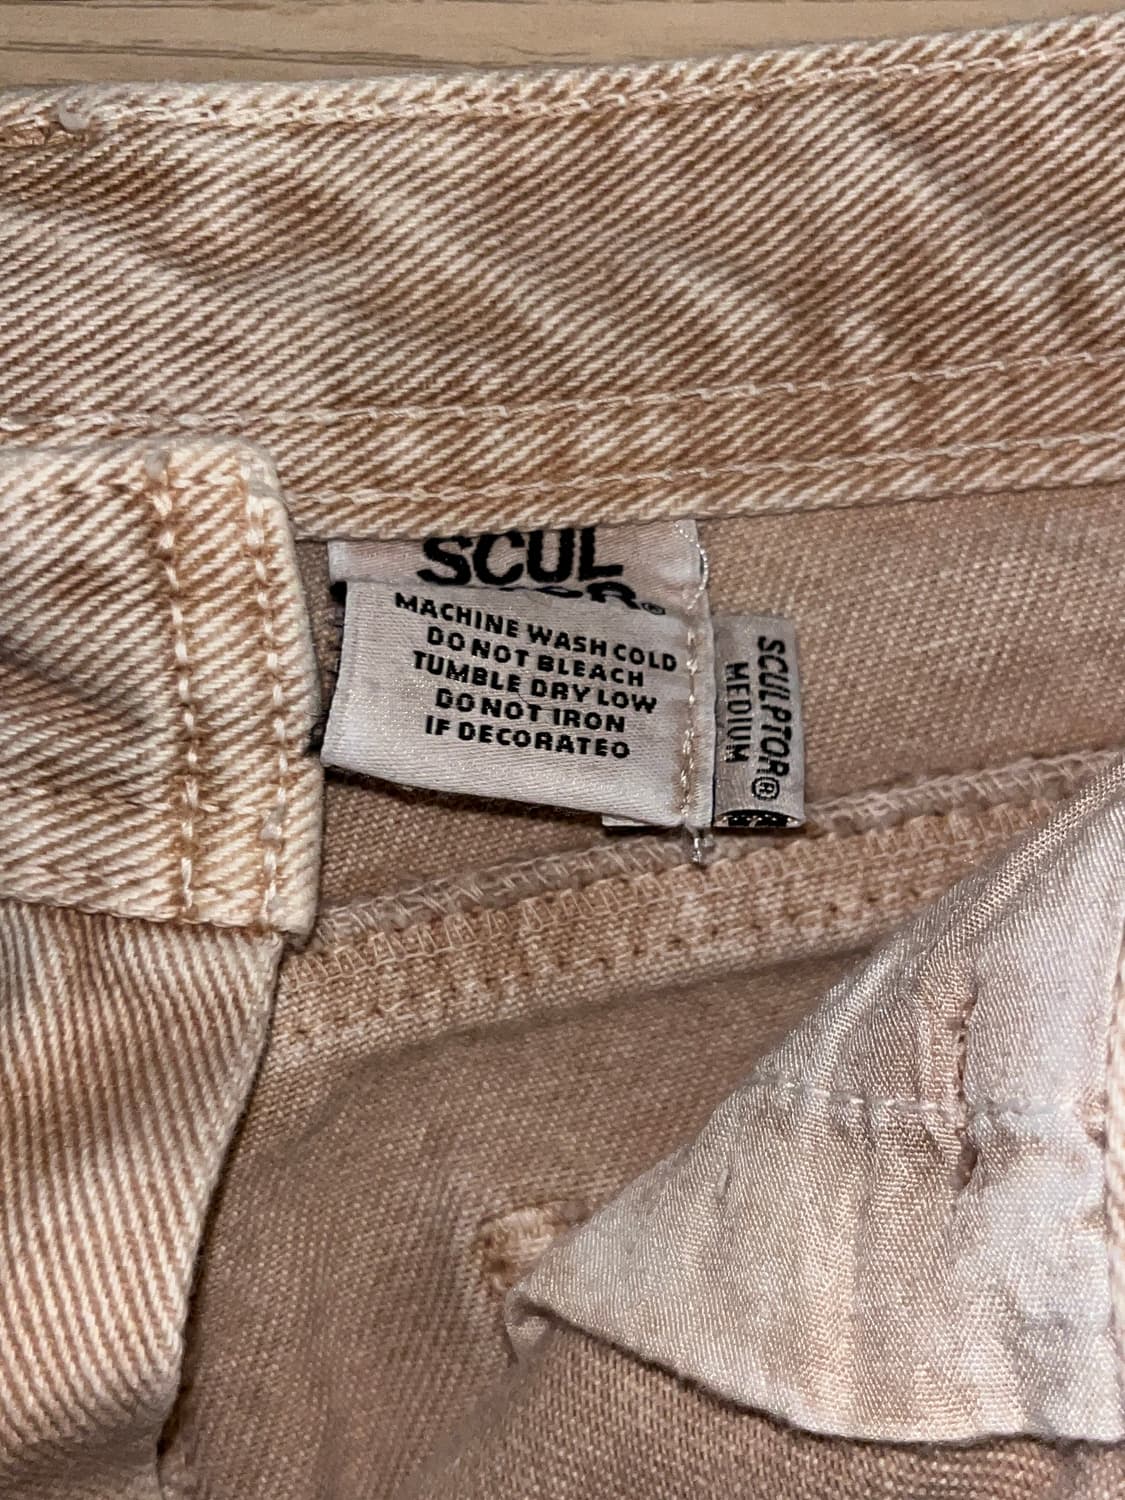 SCUL
MACHINE WASH COLD
DO NOT BLEACH
TUMBLE DRY LOW
DO NOT IRON
IF DECORATEO
SCULPTOR®
MEDIUM